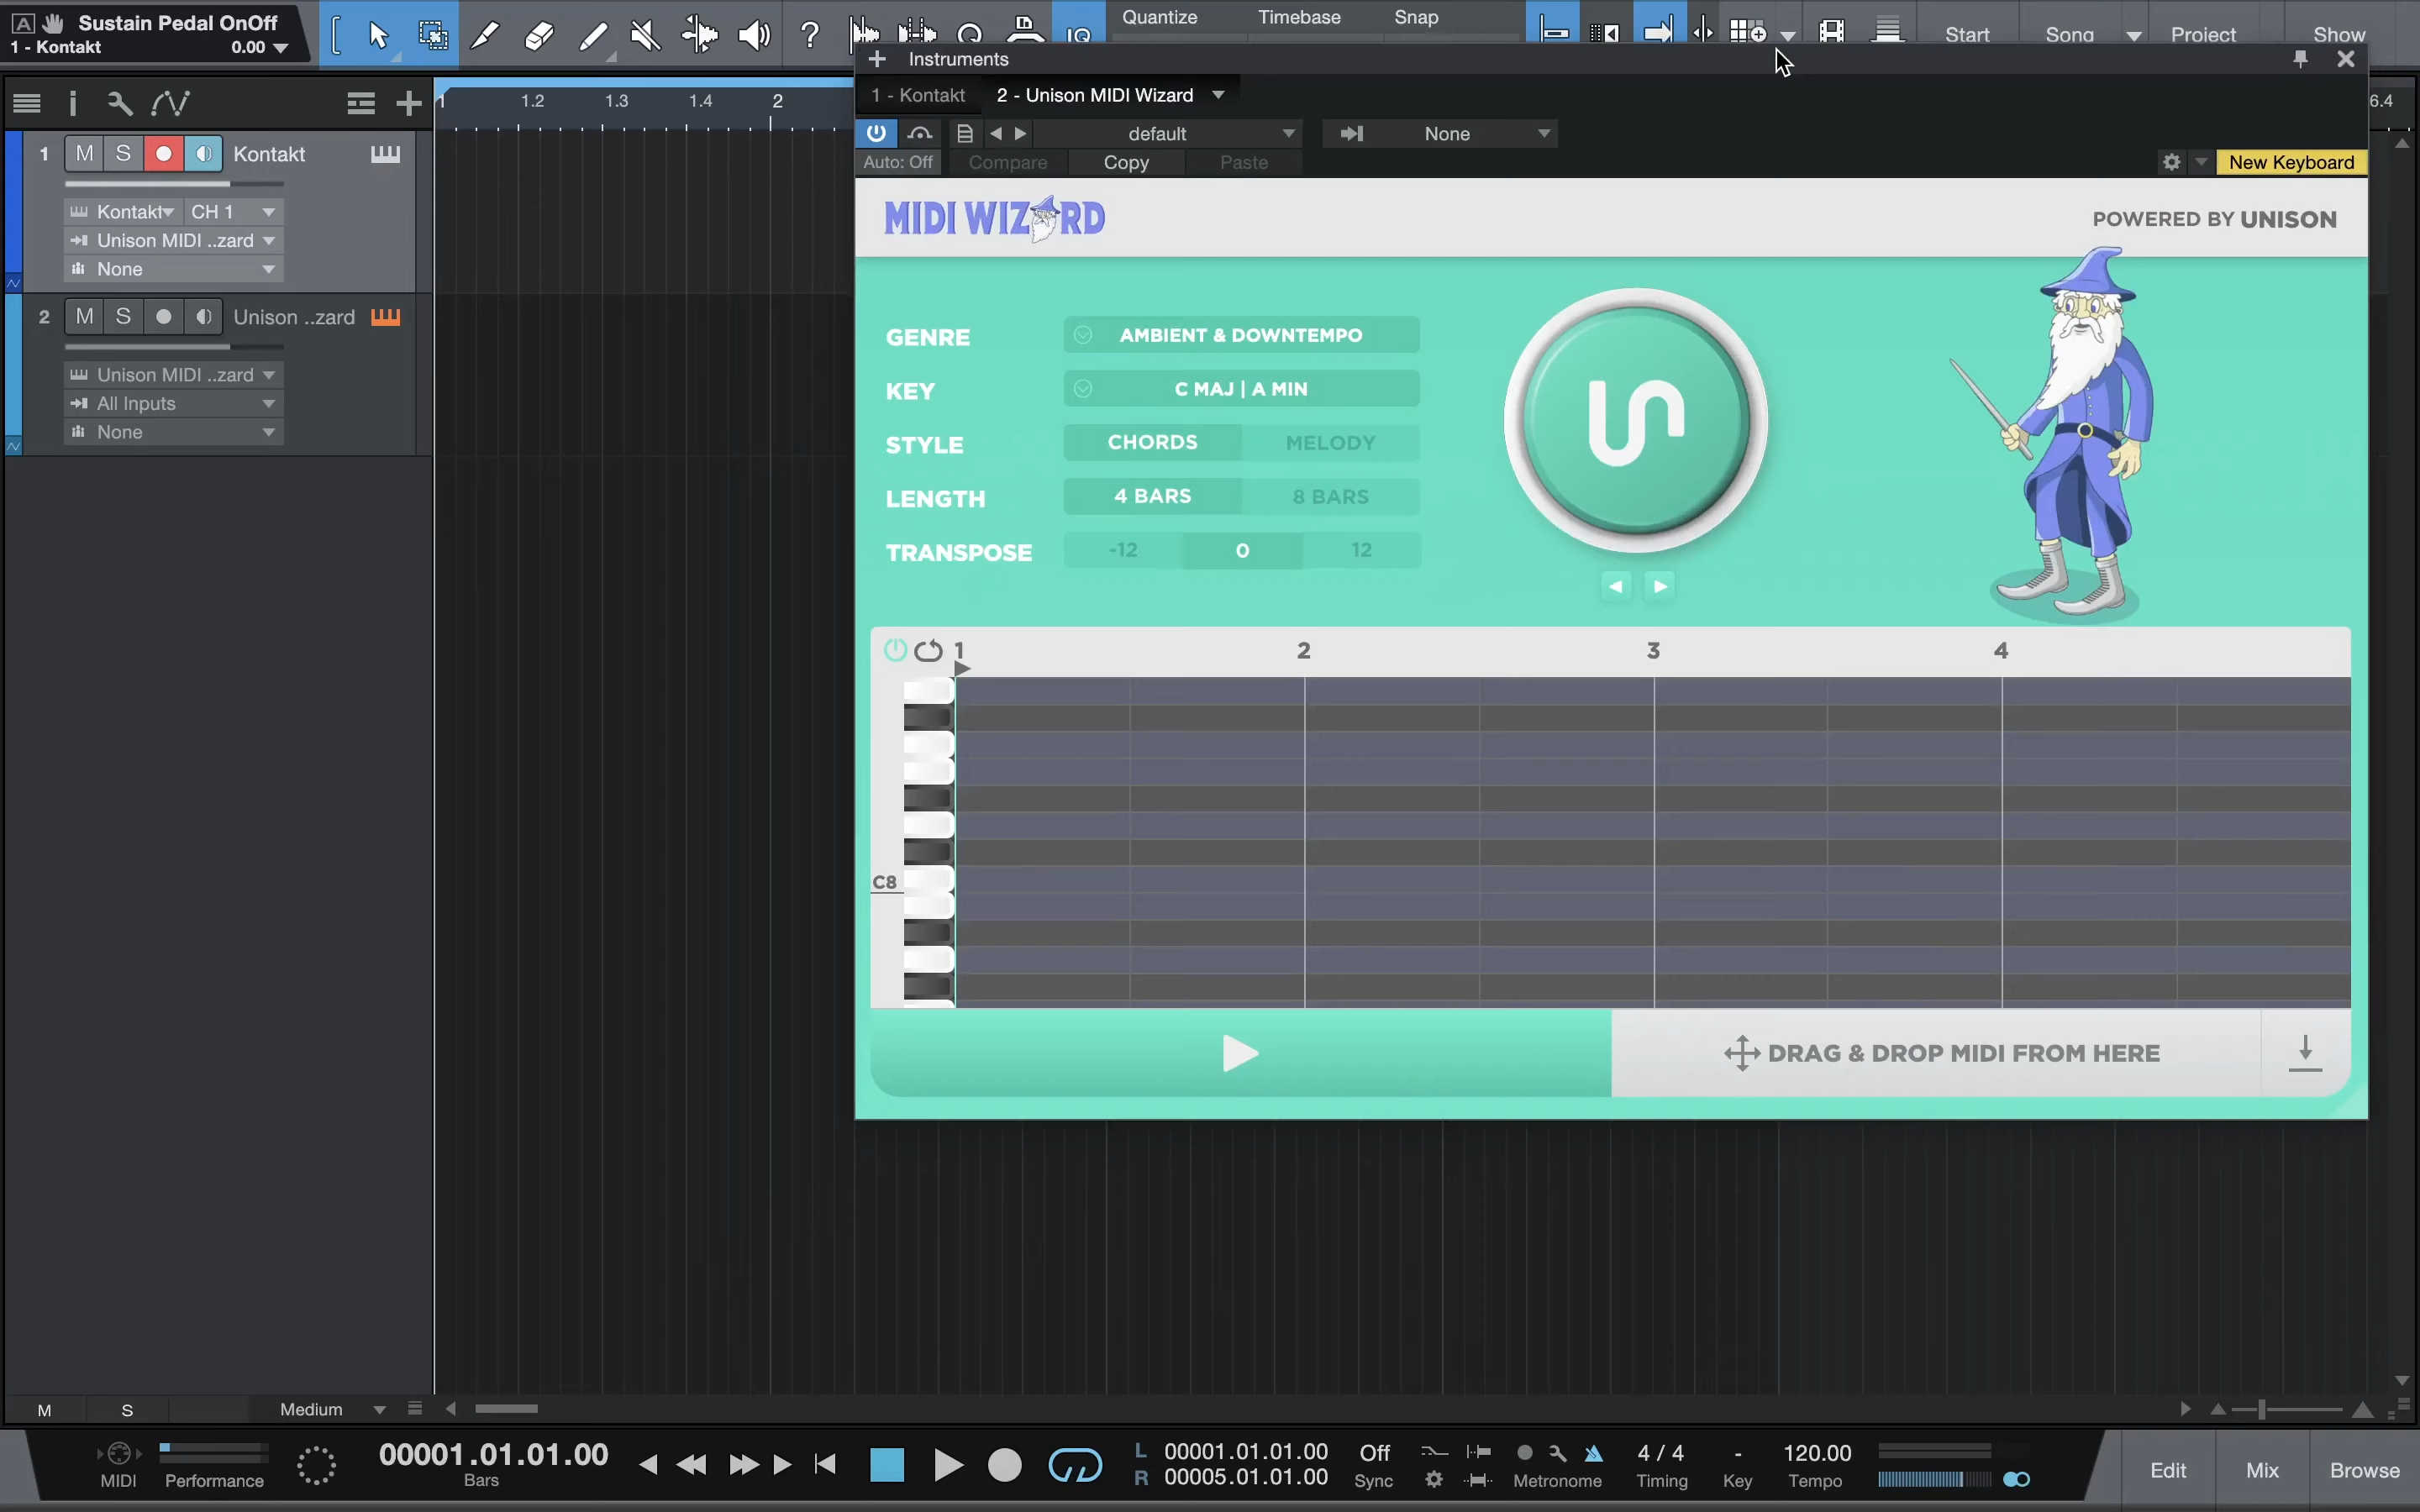 A Sustain Pedal OnOff
1 - Kontakt 0.00
Quantize Timebase Snap
IQ
Start Song Project Show
Instruments
1 - Kontakt 2 - Unison MIDI Wizard
default None
Auto: Off Compare Copy Paste New Keyboard
1 1.2 1.3 1.4 2 6.4
1 M S Kontakt
Kontakt CH 1
Unison MIDI ..zard
None
2 M S Unison ..zard
Unison MIDI ..zard
All Inputs
None
MIDI WIZARD POWERED BY UNISON
GENRE AMBIENT & DOWNTEMPO
KEY C MAJ | A MIN
STYLE CHORDS MELODY
LENGTH 4 BARS 8 BARS
TRANSPOSE -12 0 12
1 2 3 4
C8
DRAG & DROP MIDI FROM HERE
M S Medium
MIDI Performance
00001.01.01.00
Bars
L 00001.01.01.00
R 00005.01.01.00
Off
Sync
Metronome
4 / 4
Timing
-
Key
120.00
Tempo
Edit Mix Browse